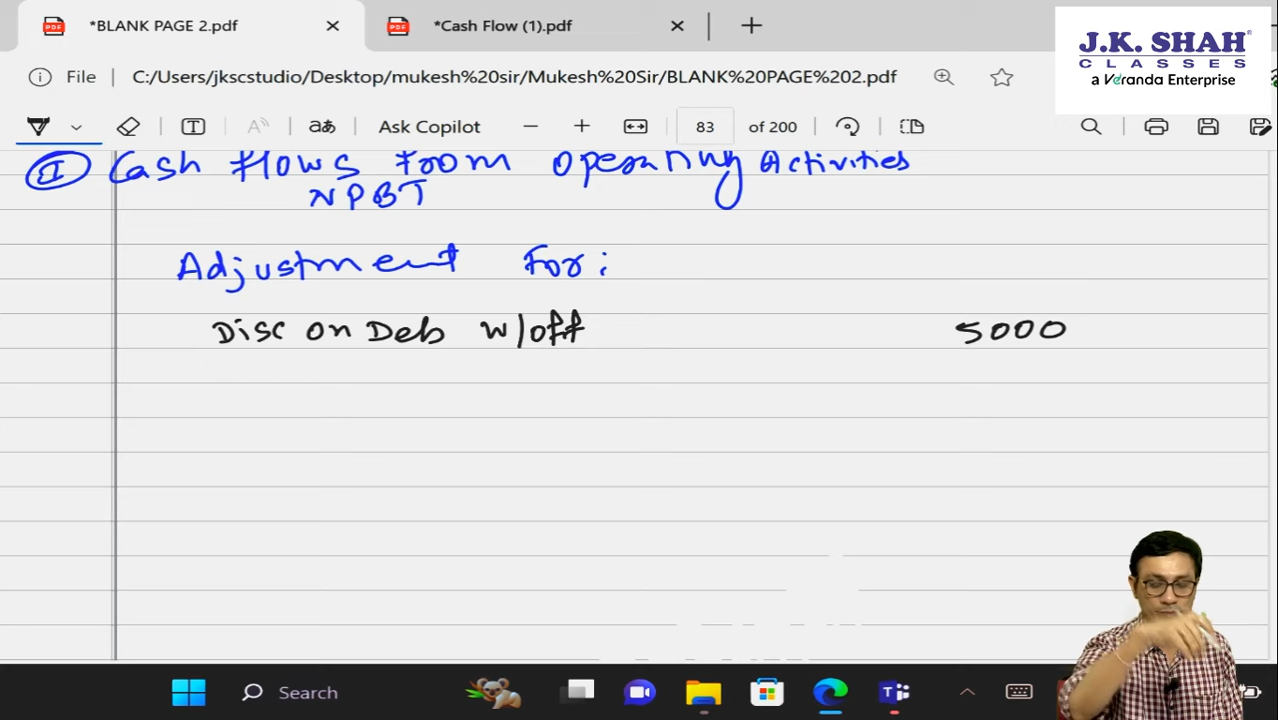 *BLANK PAGE 2.pdf
*Cash Flow (1).pdf
J.K. SHAH
CLASSES
a Veranda Enterprise
File C:/Users/jkscstudio/Desktop/mukesh%20sir/Mukesh%20Sir/BLANK%20PAGE%202.pdf
aあ Ask Copilot 83 of 200
I Cash Flows From Operating Activities
NPBT
Adjustment For:
Disc on Deb w/off 5000
Search